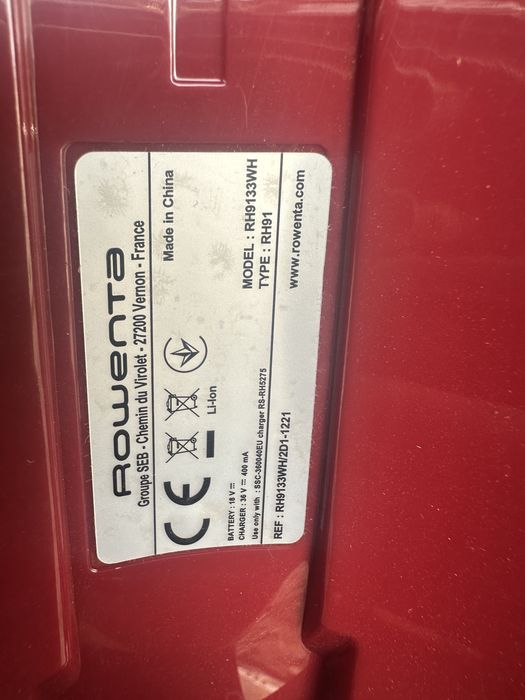 Rowenta
Groupe SEB - Chemin du Virolet - 27200 Vernon - France
CE
Li-Ion
Made in China
BATTERY : 18 V ⎓
CHARGER : 36 V ⎓ 400 mA
Use only with : SSC-360040EU charger RS-RH5275
MODEL : RH9133WH
TYPE : RH91
REF : RH9133WH/2D1-1221
www.rowenta.com